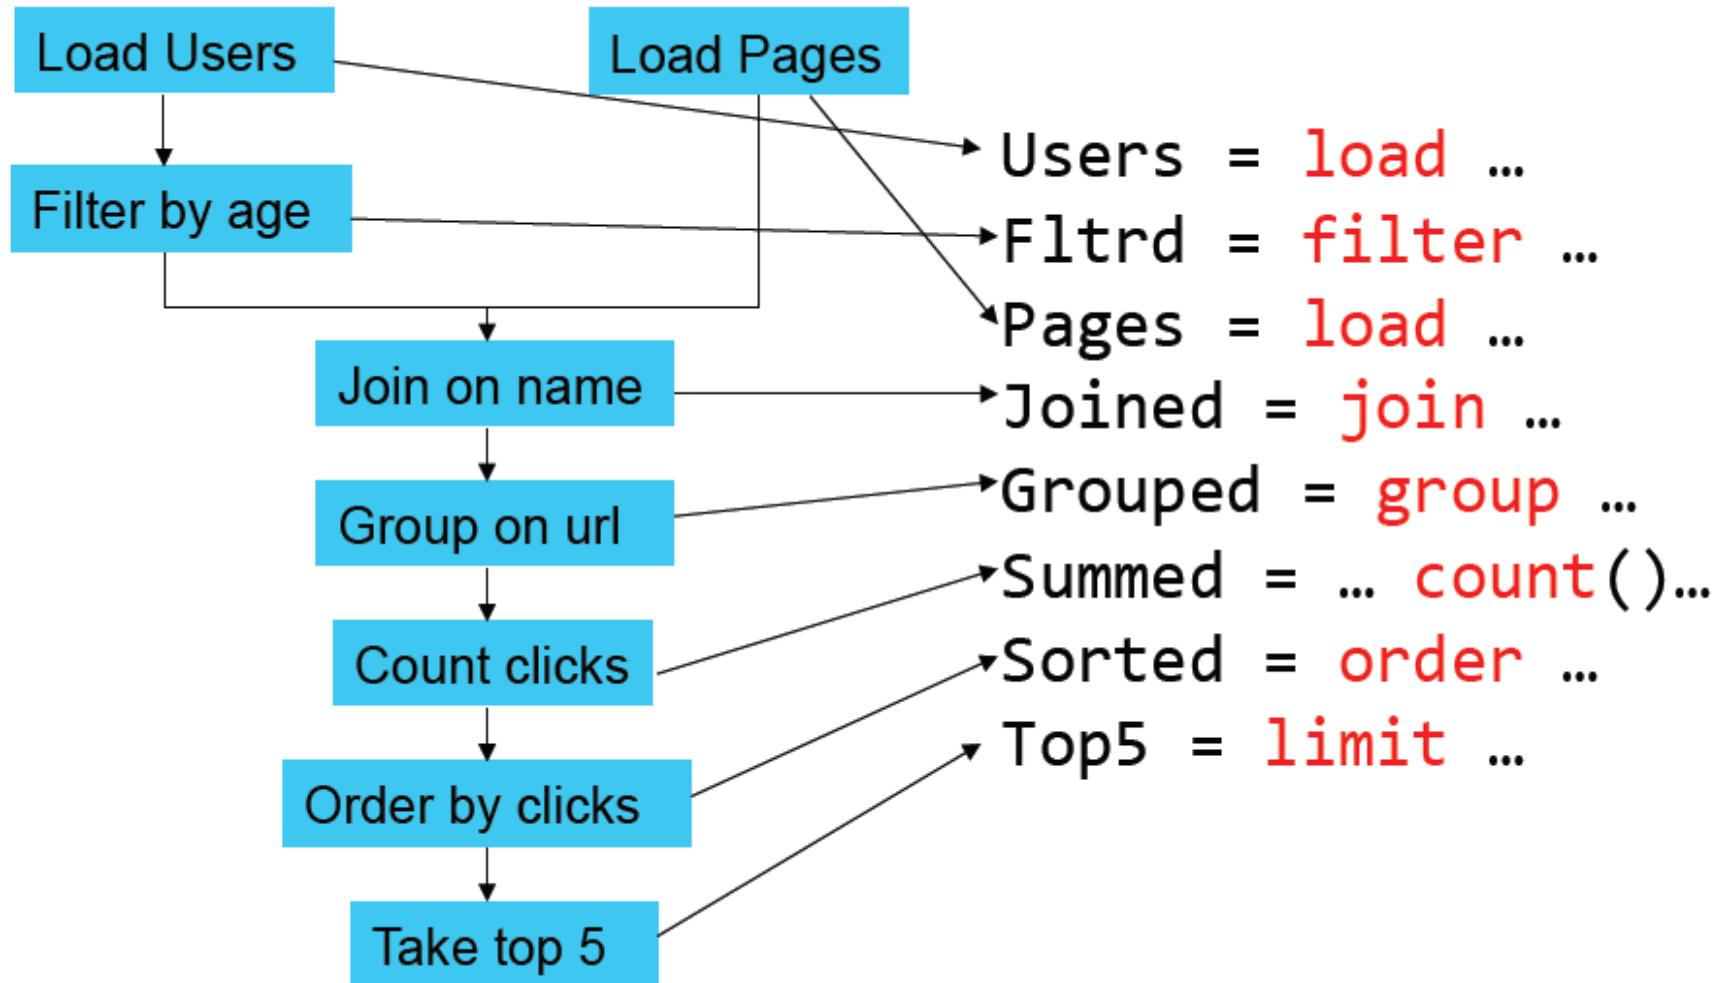 Load Users
Load Pages
Filter by age
Join on name
Group on url
Count clicks
Order by clicks
Take top 5
Users = load …
Fltrd = filter …
Pages = load …
Joined = join …
Grouped = group …
Summed = … count()…
Sorted = order …
Top5 = limit …